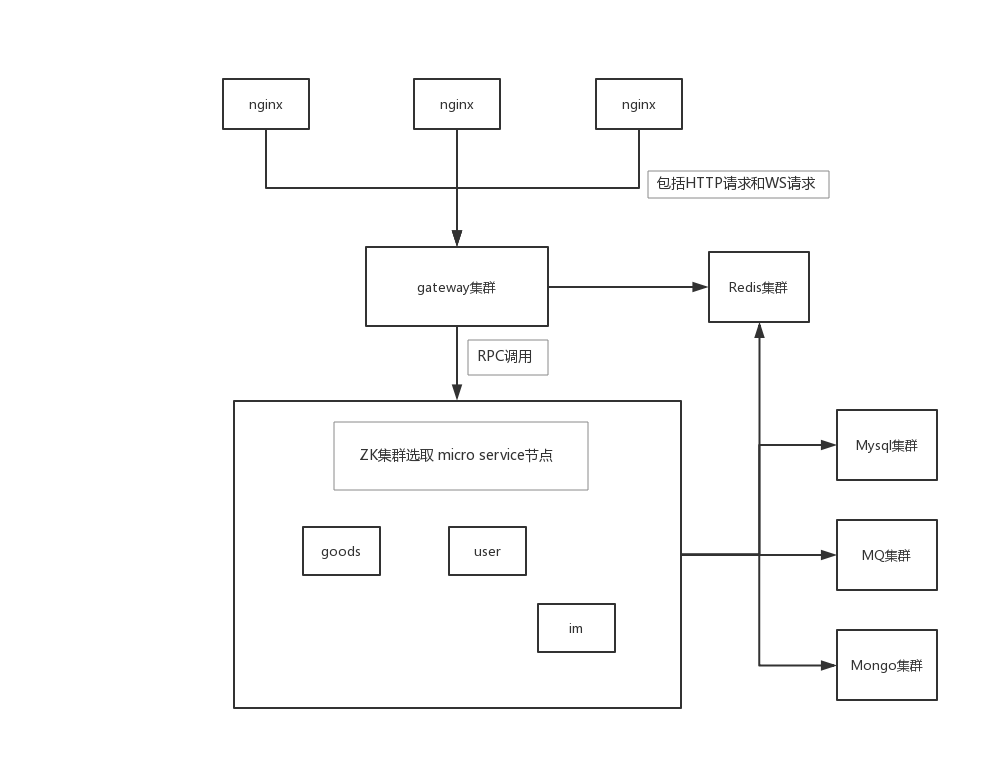 nginx
nginx
nginx
包括HTTP请求和WS请求
gateway集群
Redis集群
RPC调用
ZK集群选取 micro service节点
Mysql集群
goods
user
MQ集群
im
Mongo集群